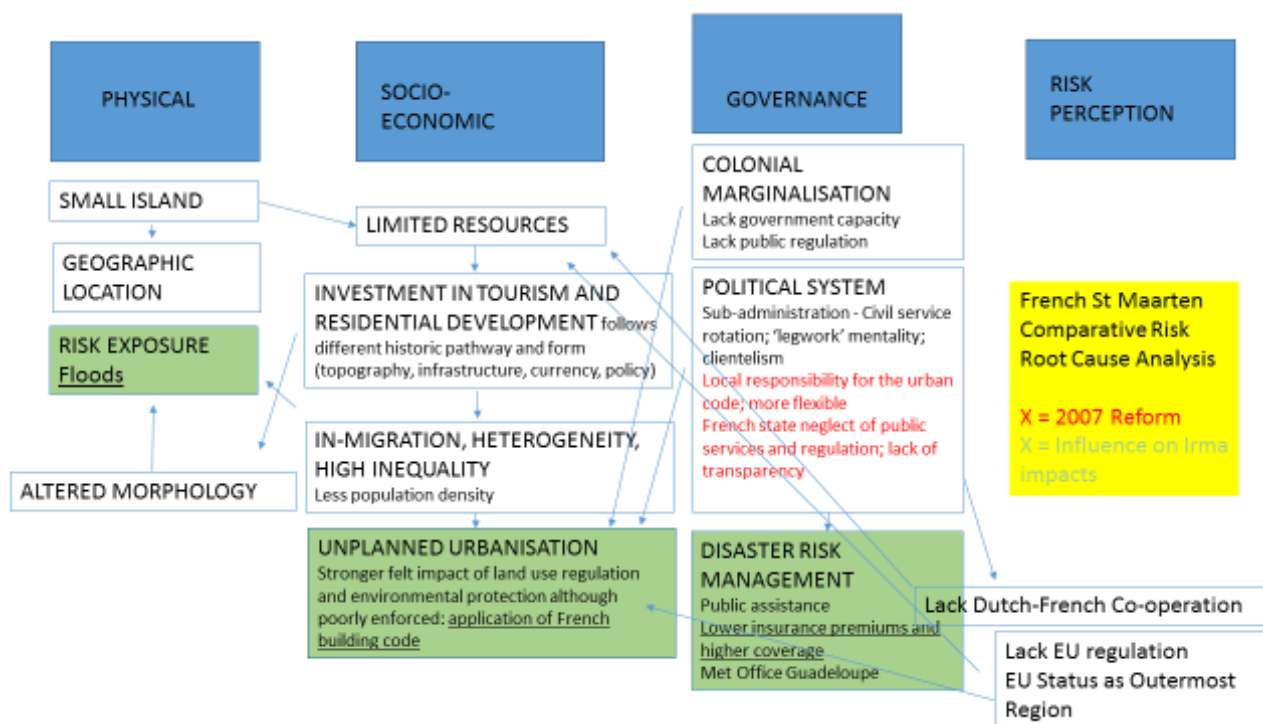 PHYSICAL
SOCIO-
ECONOMIC
GOVERNANCE
RISK
PERCEPTION
SMALL ISLAND
GEOGRAPHIC
LOCATION
RISK EXPOSURE
Floods
ALTERED MORPHOLOGY
LIMITED RESOURCES
INVESTMENT IN TOURISM AND
RESIDENTIAL DEVELOPMENT follows
different historic pathway and form
(topography, infrastructure, currency, policy)
IN-MIGRATION, HETEROGENEITY,
HIGH INEQUALITY
Less population density
UNPLANNED URBANISATION
Stronger felt impact of land use regulation
and environmental protection although
poorly enforced: application of French
building code
COLONIAL
MARGINALISATION
Lack government capacity
Lack public regulation
POLITICAL SYSTEM
Sub-administration - Civil service
rotation; ‘legwork’ mentality;
clientelism
Local responsibility for the urban
code; more flexible
French state neglect of public
services and regulation; lack of
transparency
DISASTER RISK
MANAGEMENT
Public assistance
Lower insurance premiums and
higher coverage
Met Office Guadeloupe
French St Maarten
Comparative Risk
Root Cause Analysis
X = 2007 Reform
X = Influence on Irma
impacts
Lack Dutch-French Co-operation
Lack EU regulation
EU Status as Outermost
Region